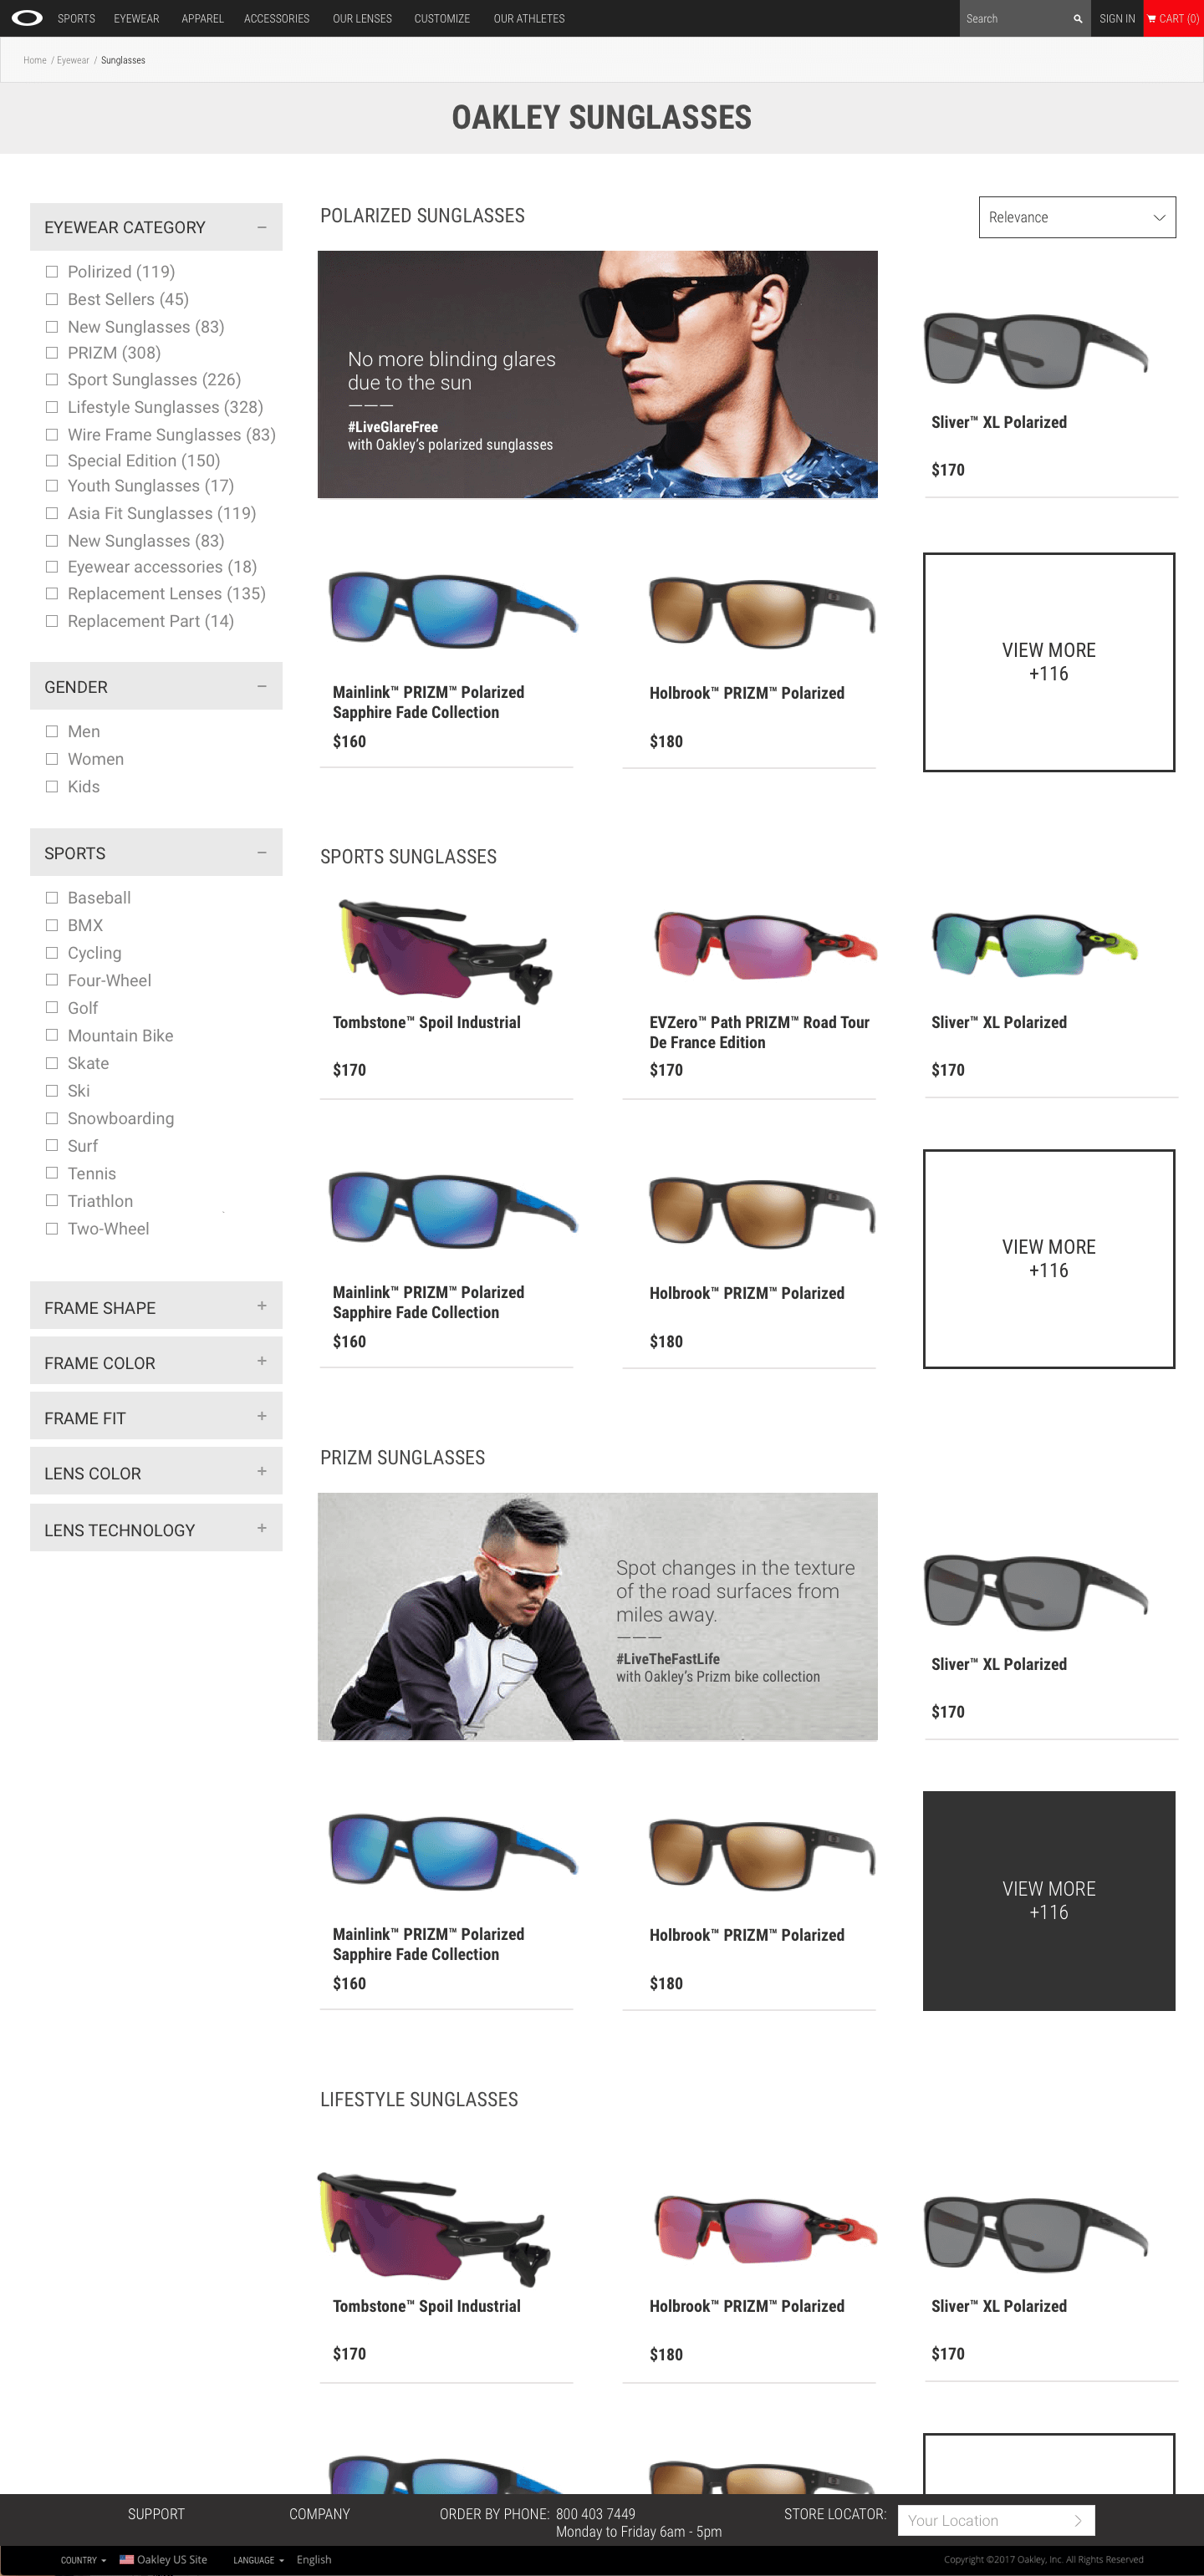 SPORTS EYEWEAR APPAREL ACCESSORIES OUR LENSES CUSTOMIZE OUR ATHLETES Search SIGN IN CART (0)
Home / Eyewear / Sunglasses
OAKLEY SUNGLASSES
EYEWEAR CATEGORY –
Polirized (119)
Best Sellers (45)
New Sunglasses (83)
PRIZM (308)
Sport Sunglasses (226)
Lifestyle Sunglasses (328)
Wire Frame Sunglasses (83)
Special Edition (150)
Youth Sunglasses (17)
Asia Fit Sunglasses (119)
New Sunglasses (83)
Eyewear accessories (18)
Replacement Lenses (135)
Replacement Part (14)
GENDER –
Men
Women
Kids
SPORTS –
Baseball
BMX
Cycling
Four-Wheel
Golf
Mountain Bike
Skate
Ski
Snowboarding
Surf
Tennis
Triathlon
Two-Wheel
FRAME SHAPE +
FRAME COLOR +
FRAME FIT +
LENS COLOR +
LENS TECHNOLOGY +
POLARIZED SUNGLASSES
Relevance
No more blinding glares
due to the sun
———
#LiveGlareFree
with Oakley's polarized sunglasses
Sliver™ XL Polarized
$170
Mainlink™ PRIZM™ Polarized
Sapphire Fade Collection
$160
Holbrook™ PRIZM™ Polarized
$180
VIEW MORE
+116
SPORTS SUNGLASSES
Tombstone™ Spoil Industrial
$170
EVZero™ Path PRIZM™ Road Tour
De France Edition
$170
Sliver™ XL Polarized
$170
Mainlink™ PRIZM™ Polarized
Sapphire Fade Collection
$160
Holbrook™ PRIZM™ Polarized
$180
VIEW MORE
+116
PRIZM SUNGLASSES
Spot changes in the texture
of the road surfaces from
miles away.
———
#LiveTheFastLife
with Oakley's Prizm bike collection
Sliver™ XL Polarized
$170
Mainlink™ PRIZM™ Polarized
Sapphire Fade Collection
$160
Holbrook™ PRIZM™ Polarized
$180
VIEW MORE
+116
LIFESTYLE SUNGLASSES
Tombstone™ Spoil Industrial
$170
Holbrook™ PRIZM™ Polarized
$180
Sliver™ XL Polarized
$170
SUPPORT COMPANY ORDER BY PHONE: 800 403 7449
Monday to Friday 6am - 5pm
STORE LOCATOR: Your Location
COUNTRY Oakley US Site LANGUAGE English
Copyright ©2017 Oakley, Inc. All Rights Reserved